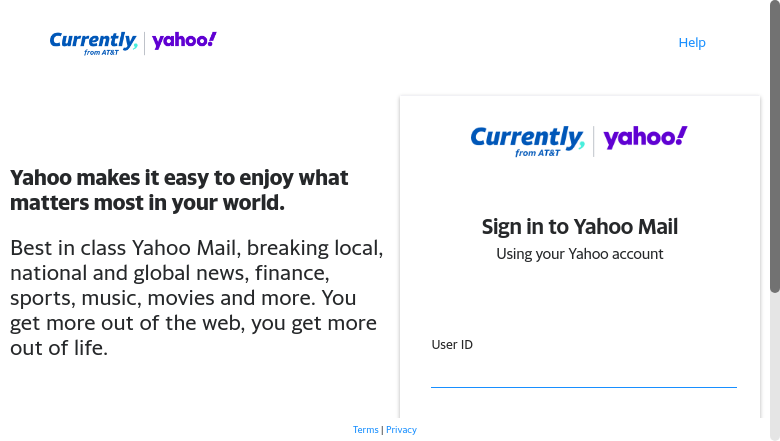 Currently, yahoo!
from AT&T
Help
Currently, yahoo!
from AT&T
Yahoo makes it easy to enjoy what
matters most in your world.
Best in class Yahoo Mail, breaking local,
national and global news, finance,
sports, music, movies and more. You
get more out of the web, you get more
out of life.
Sign in to Yahoo Mail
Using your Yahoo account
User ID
Terms | Privacy